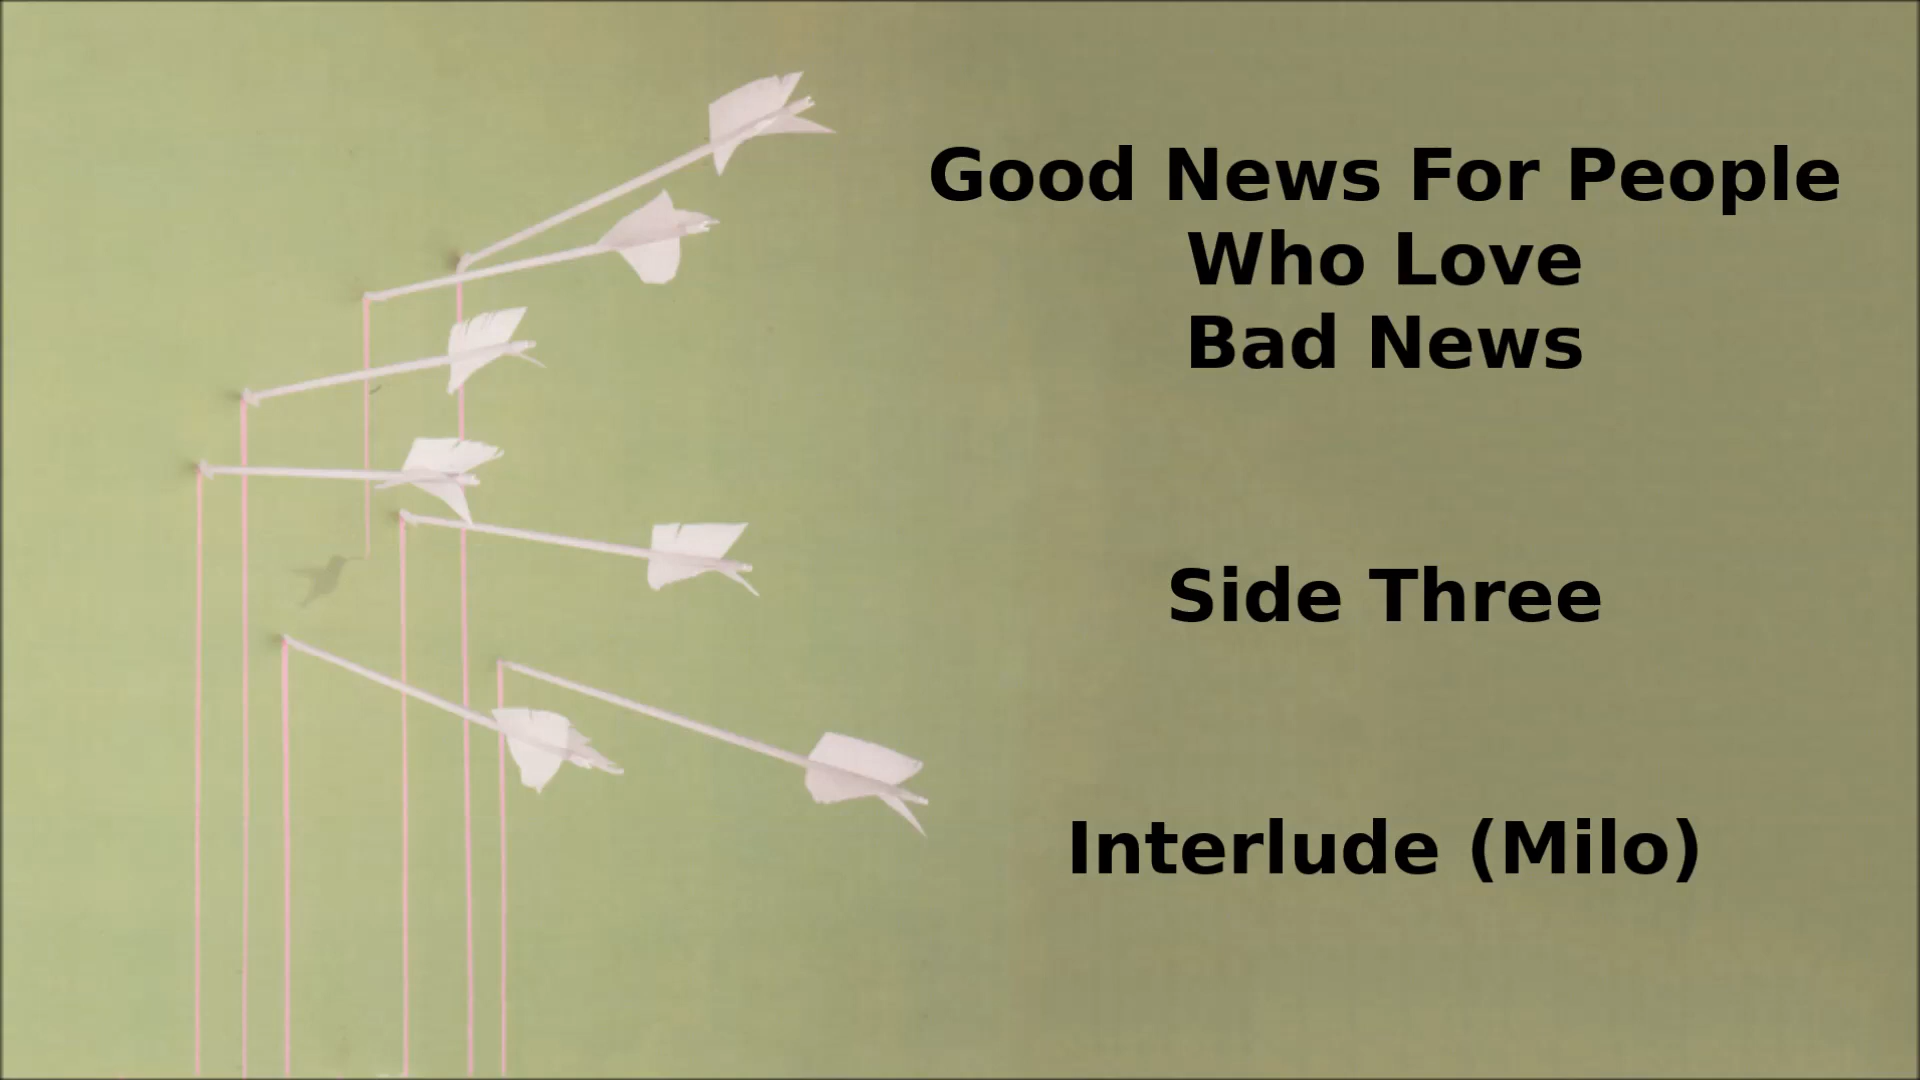 Good News For People
Who Love
Bad News
Side Three
Interlude (Milo)